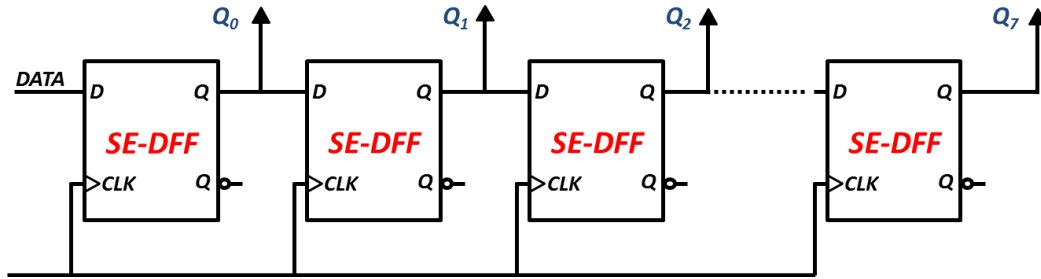 Q0 Q1 Q2 Q7
DATA D Q D Q D Q D Q
SE-DFF SE-DFF SE-DFF SE-DFF
CLK Q CLK Q CLK Q CLK Q